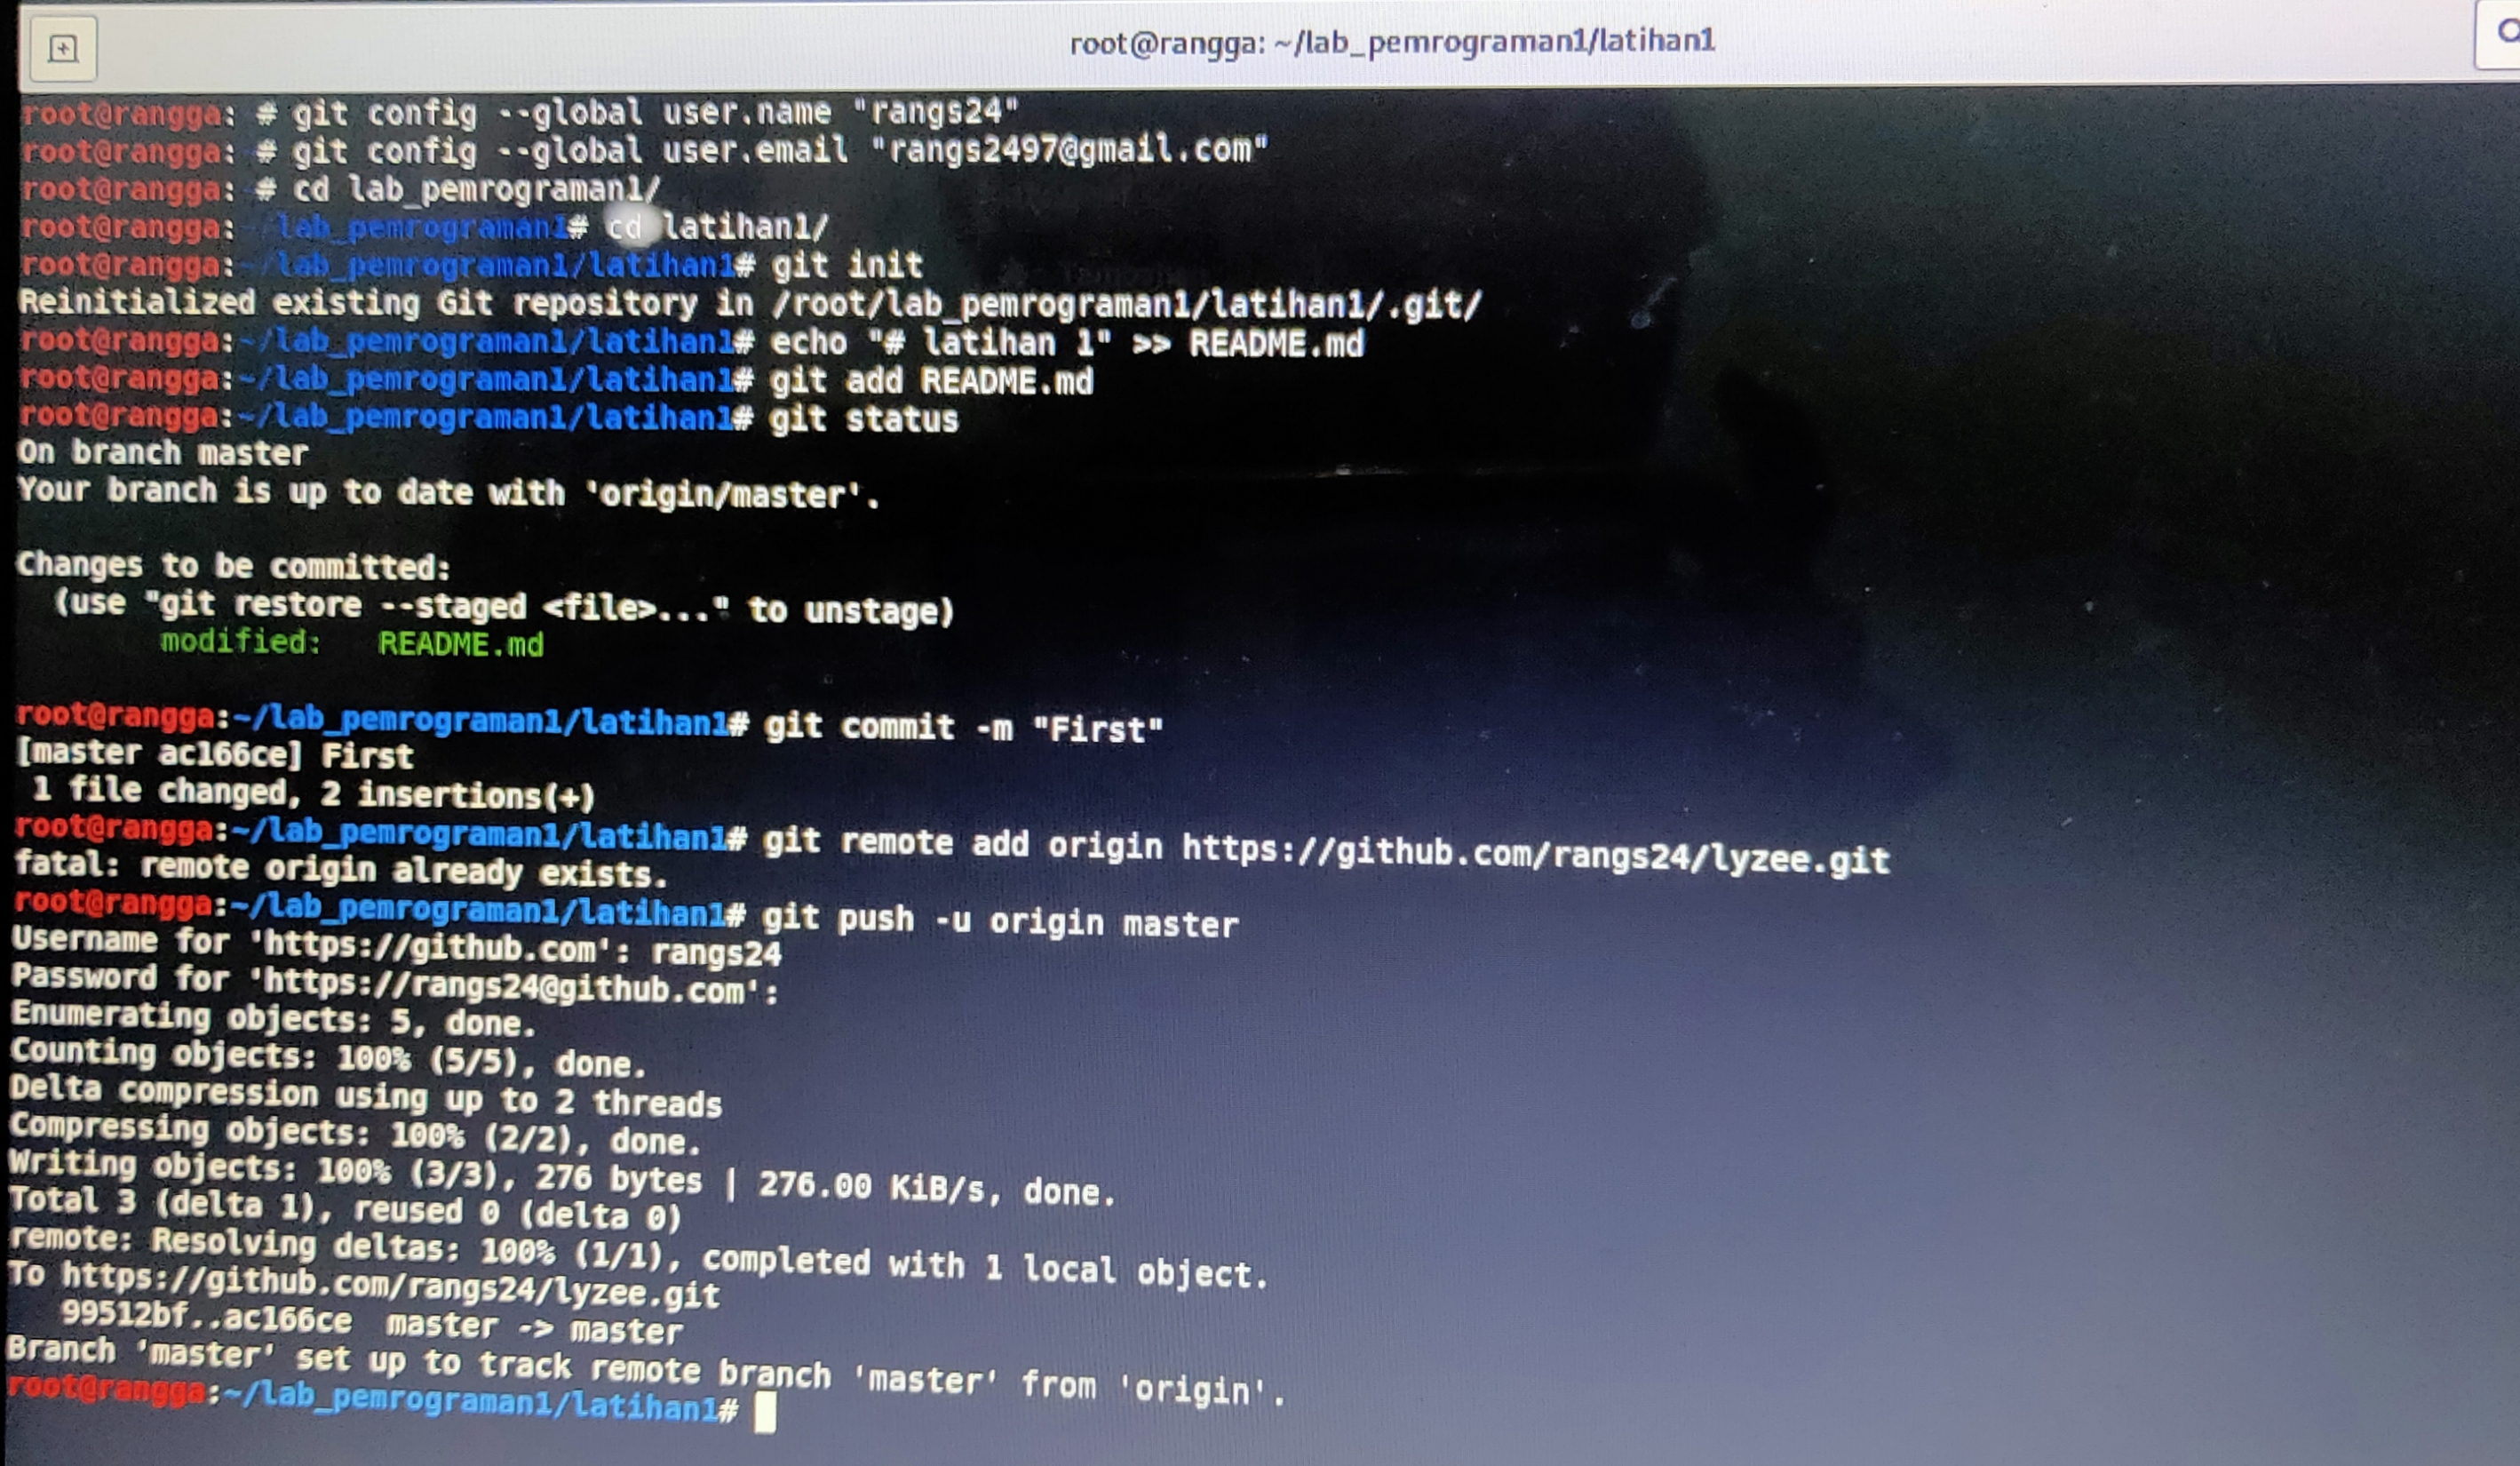 root@rangga: ~/lab_pemrograman1/latihan1
root@rangga: # git config --global user.name "rangs24"
root@rangga: # git config --global user.email "rangs2497@gmail.com"
root@rangga: # cd lab_pemrograman1/
root@rangga: lab_pemrograman1# cd latihan1/
root@rangga:~/lab_pemrograman1/latihan1# git init
Reinitialized existing Git repository in /root/lab_pemrograman1/latihan1/.git/
root@rangga:~/lab_pemrograman1/latihan1# echo "# latihan 1" >> README.md
root@rangga:~/lab_pemrograman1/latihan1# git add README.md
root@rangga:~/lab_pemrograman1/latihan1# git status
On branch master
Your branch is up to date with 'origin/master'.
Changes to be committed:
  (use "git restore --staged <file>..." to unstage)
        modified:   README.md
root@rangga:~/lab_pemrograman1/latihan1# git commit -m "First"
[master ac166ce] First
 1 file changed, 2 insertions(+)
root@rangga:~/lab_pemrograman1/latihan1# git remote add origin https://github.com/rangs24/lyzee.git
fatal: remote origin already exists.
root@rangga:~/lab_pemrograman1/latihan1# git push -u origin master
Username for 'https://github.com': rangs24
Password for 'https://rangs24@github.com':
Enumerating objects: 5, done.
Counting objects: 100% (5/5), done.
Delta compression using up to 2 threads
Compressing objects: 100% (2/2), done.
Writing objects: 100% (3/3), 276 bytes | 276.00 KiB/s, done.
Total 3 (delta 1), reused 0 (delta 0)
remote: Resolving deltas: 100% (1/1), completed with 1 local object.
To https://github.com/rangs24/lyzee.git
   99512bf..ac166ce  master -> master
Branch 'master' set up to track remote branch 'master' from 'origin'.
root@rangga:~/lab_pemrograman1/latihan1#